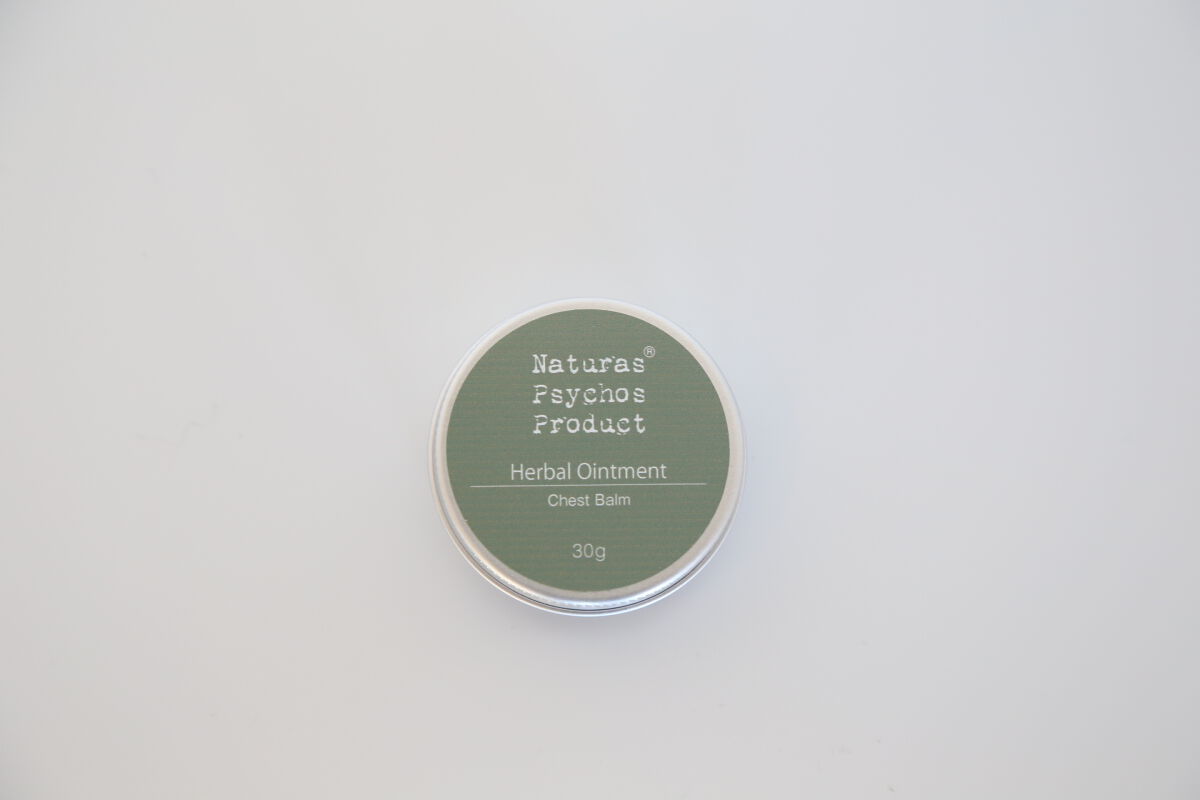 Naturas®
Psychos
Product
Herbal Ointment
Chest Balm
30g